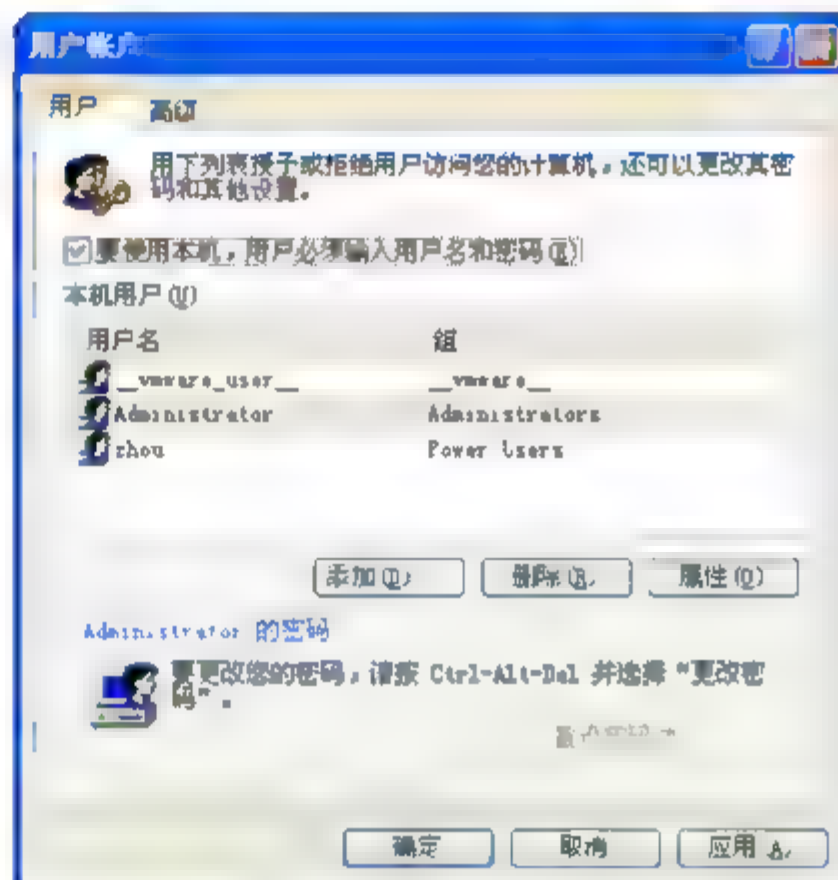 用户帐户
用户 高级
用下列表授予或拒绝用户访问您的计算机，还可以更改其密
码和其他设置。
要使用本机，用户必须输入用户名和密码(E)
本机用户(U)
用户名 组
__vmware_user__ __vmware__
Administrator Administrators
zhou Power Users
添加(D) 删除(R) 属性(O)
Administrator 的密码
要更改您的密码，请按 Ctrl-Alt-Del 并选择“更改密
码”。
确定 取消 应用(A)